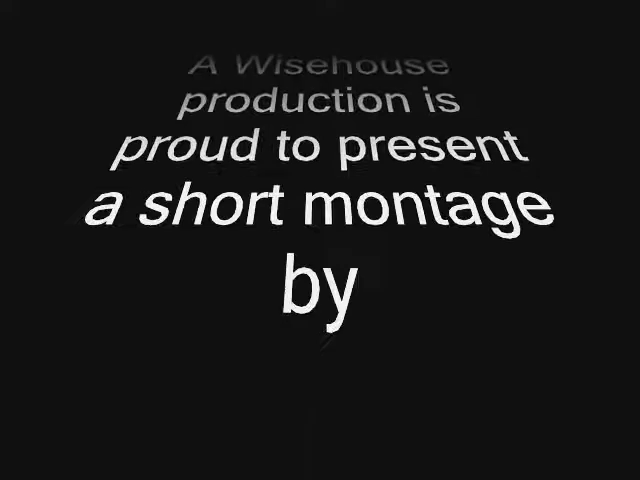 A Wisehouse
production is
proud to present
a short montage
by